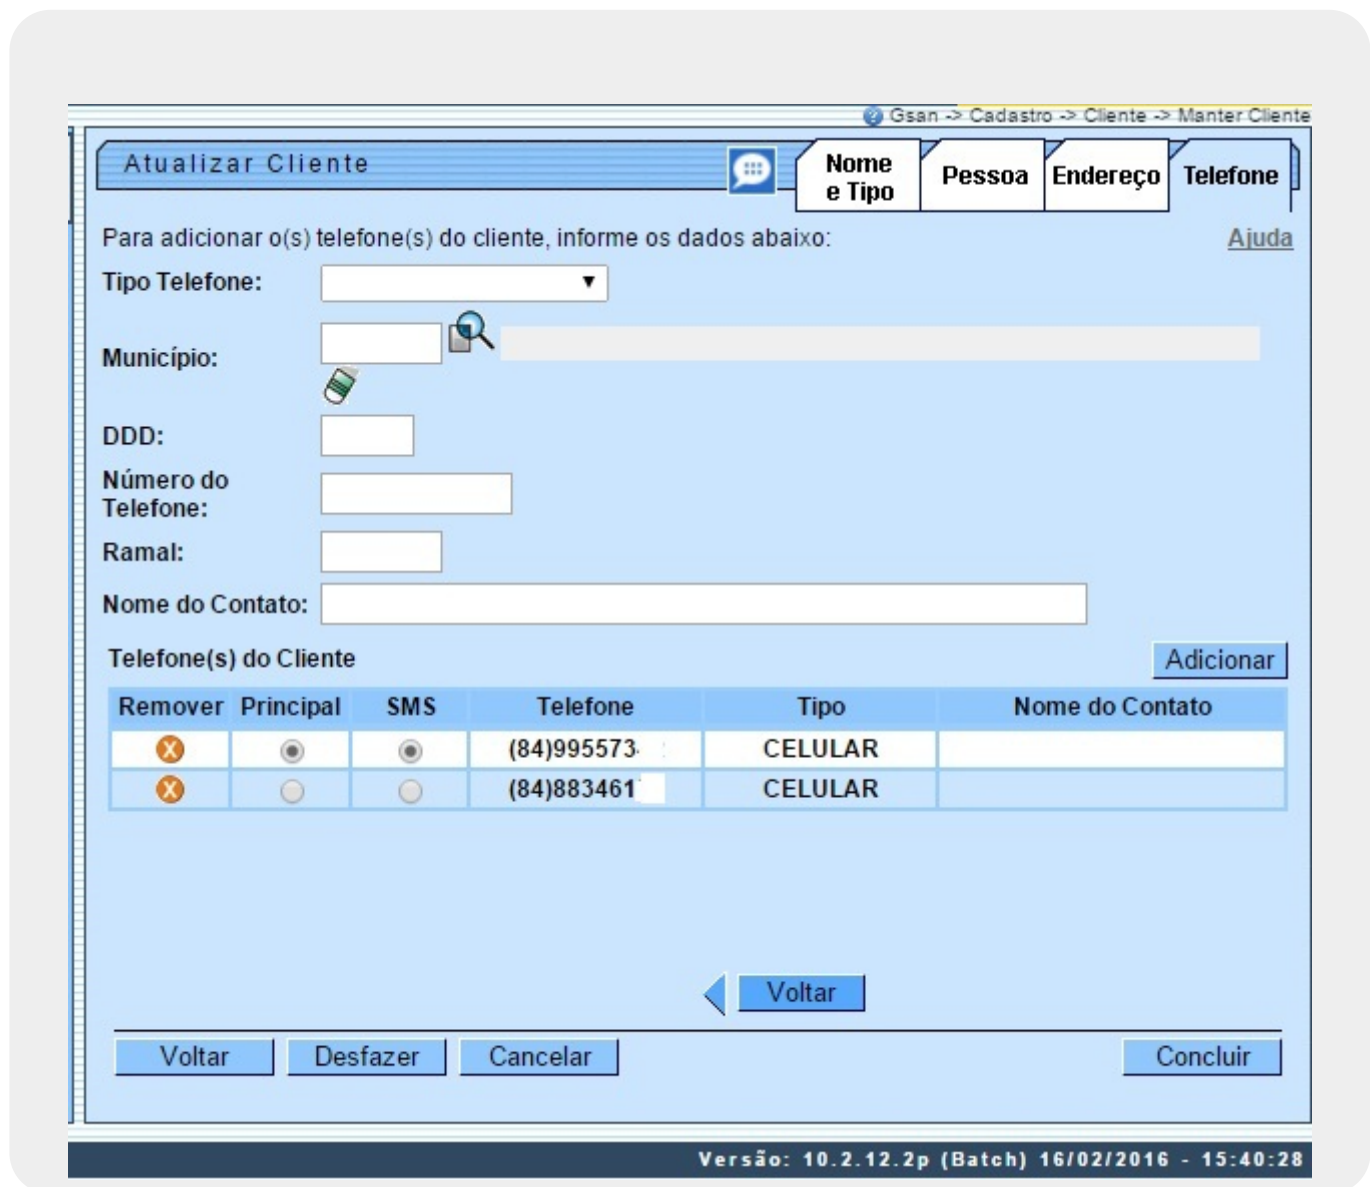 Gsan -> Cadastro -> Cliente -> Manter Cliente
Atualizar Cliente
Nome e Tipo
Pessoa
Endereço
Telefone
Para adicionar o(s) telefone(s) do cliente, informe os dados abaixo:
Ajuda
Tipo Telefone:
Município:
DDD:
Número do
Telefone:
Ramal:
Nome do Contato:
Telefone(s) do Cliente
Adicionar
Remover Principal SMS Telefone Tipo Nome do Contato
X (84)995573 CELULAR
X (84)88346 CELULAR
Voltar
Voltar Desfazer Cancelar Concluir
Versão: 10.2.12.2p (Batch) 16/02/2016 - 15:40:28